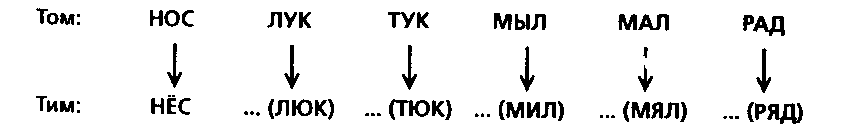 Том: НОС ЛУК ТУК МЫЛ МАЛ РАД
Тим: НЁС ... (ЛЮК) ... (ТЮК) ... (МИЛ) ... (МЯЛ) ... (РЯД)